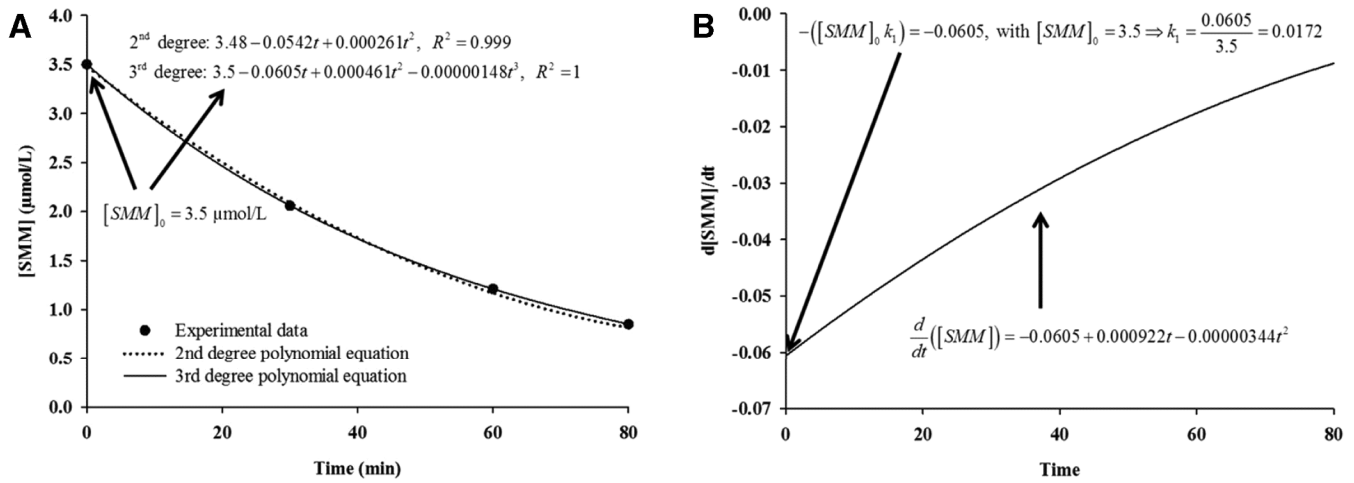 A
2nd degree: 3.48 − 0.0542t + 0.000261t², R² = 0.999
3rd degree: 3.5 − 0.0605t + 0.000461t² − 0.00000148t³, R² = 1
[SMM]₀ = 3.5 µmol/L
Experimental data
2nd degree polynomial equation
3rd degree polynomial equation
[SMM] (µmol/L)
4.0
3.5
3.0
2.5
2.0
1.5
1.0
0.5
0.0
0 20 40 60 80
Time (min)
B
−([SMM]₀ k₁) = −0.0605, with [SMM]₀ = 3.5 ⇒ k₁ = 0.0605/3.5 = 0.0172
d/dt([SMM]) = −0.0605 + 0.000922t − 0.00000344t²
d[SMM]/dt
0.00
-0.01
-0.02
-0.03
-0.04
-0.05
-0.06
-0.07
0 20 40 60 80
Time